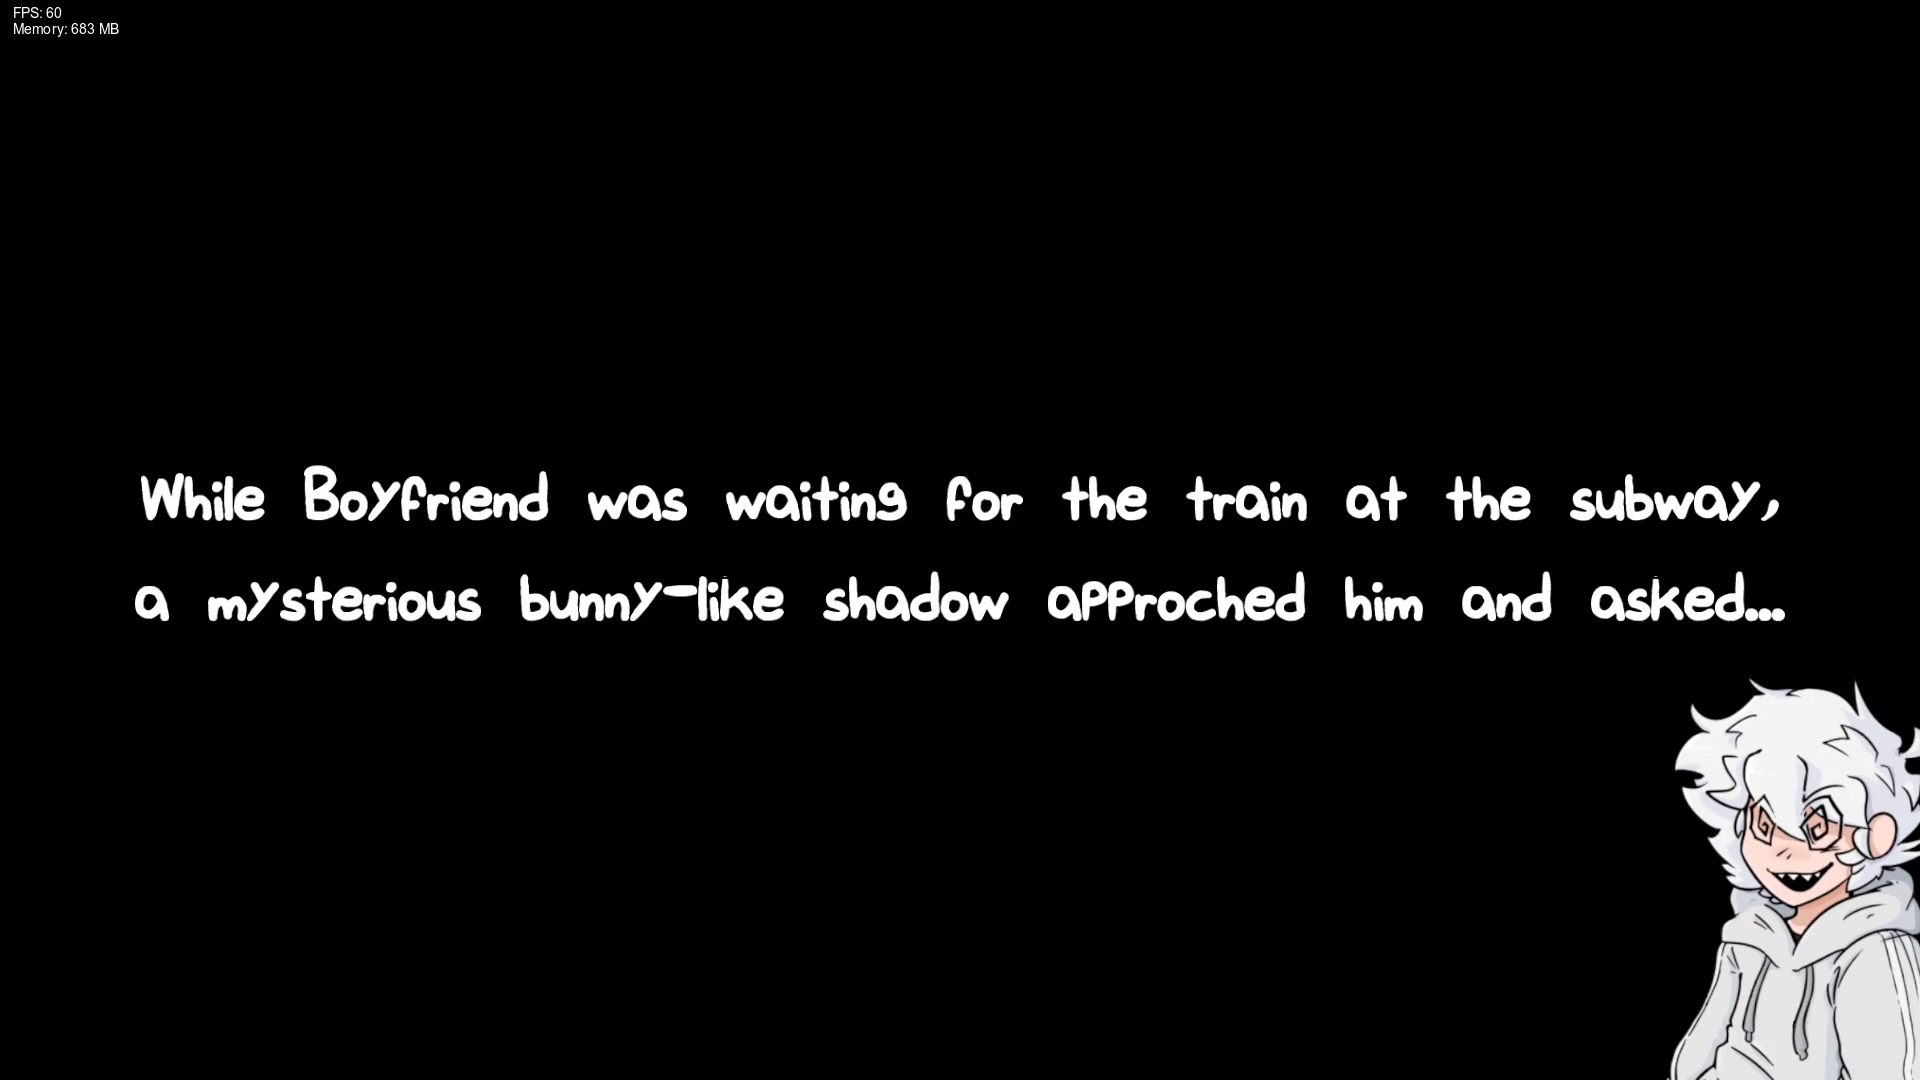 FPS: 60
Memory: 683 MB
While Boyfriend was waiting for the train at the subway,
a mysterious bunny-like shadow approched him and asked...